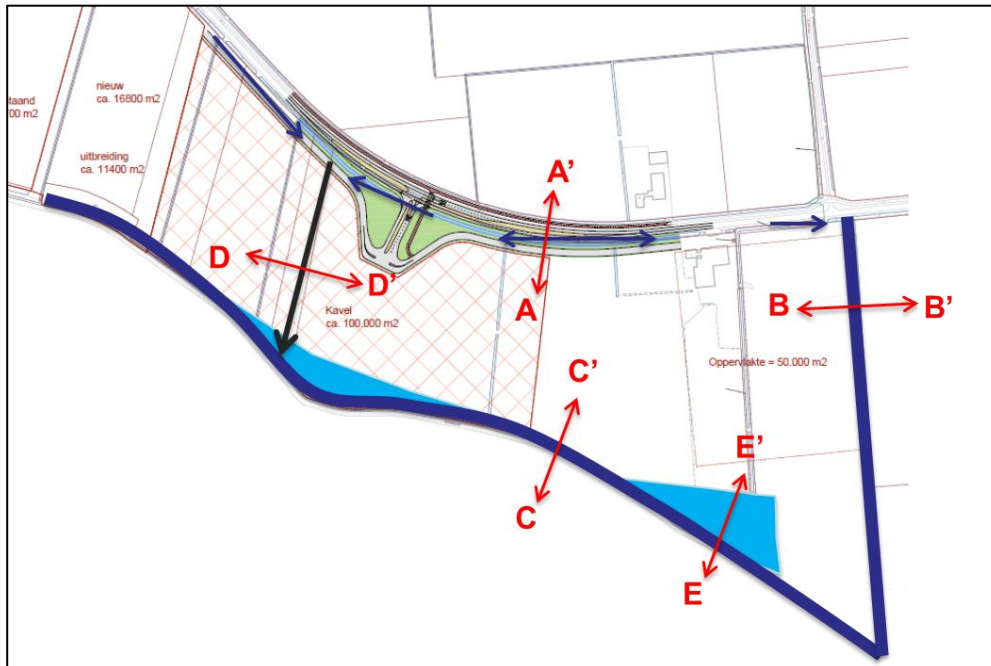 nieuw
ca. 16800 m2
taand
00 m2
uitbreiding
ca. 11400 m2
A'
D
D'
A
B
B'
Kavel
ca. 100.000 m2
Oppervlakte = 50.000 m2
C'
E'
C
E